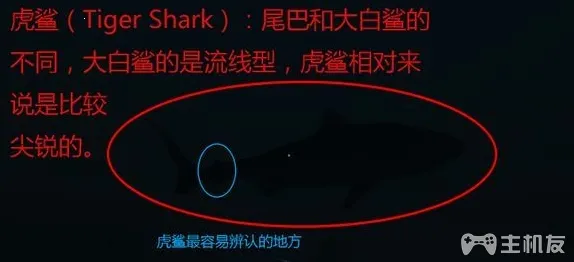 虎鲨（Tiger Shark）：尾巴和大白鲨的
不同，大白鲨的是流线型，虎鲨相对来
说是比较
尖锐的。
虎鲨最容易辨认的地方
主机友